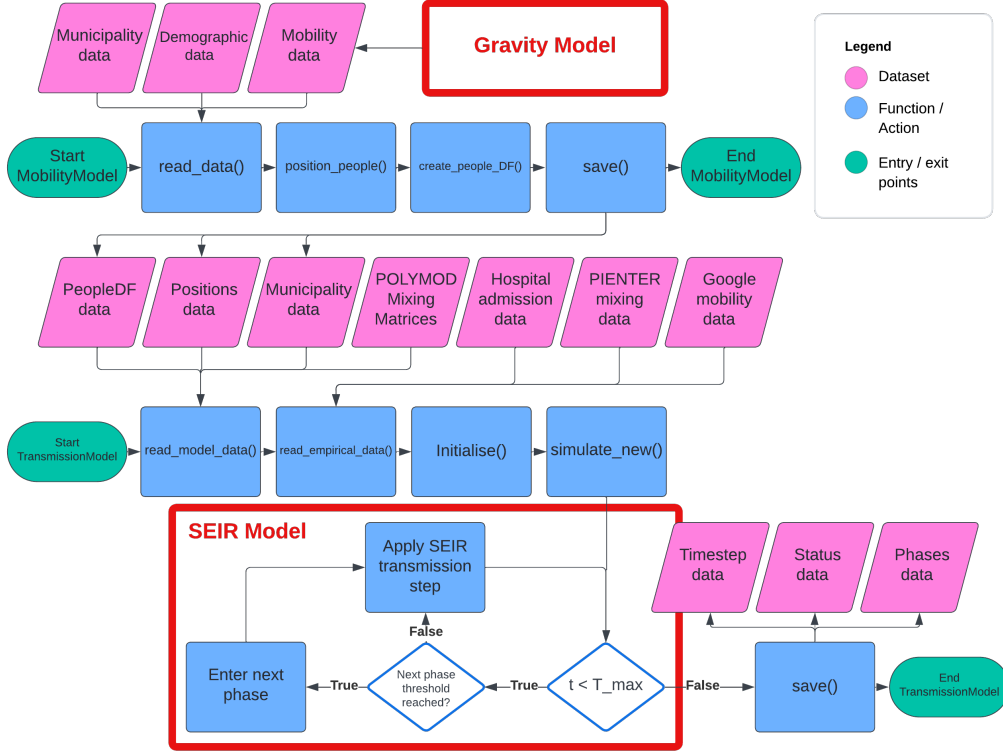 Municipality
data
Demographic
data
Mobility
data
Gravity Model
Legend
Dataset
Function /
Action
Entry / exit
points
Start
MobilityModel
read_data()
position_people()
create_people_DF()
save()
End
MobilityModel
PeopleDF
data
Positions
data
Municipality
data
POLYMOD
Mixing
Matrices
Hospital
admission
data
PIENTER
mixing
data
Google
mobility
data
Start
TransmissionModel
read_model_data()
read_empirical_data()
Initialise()
simulate_new()
SEIR Model
Apply SEIR
transmission
step
Timestep
data
Status
data
Phases
data
False
Enter next
phase
True
Next phase
threshold
reached?
True
t < T_max
False
save()
End
TransmissionModel